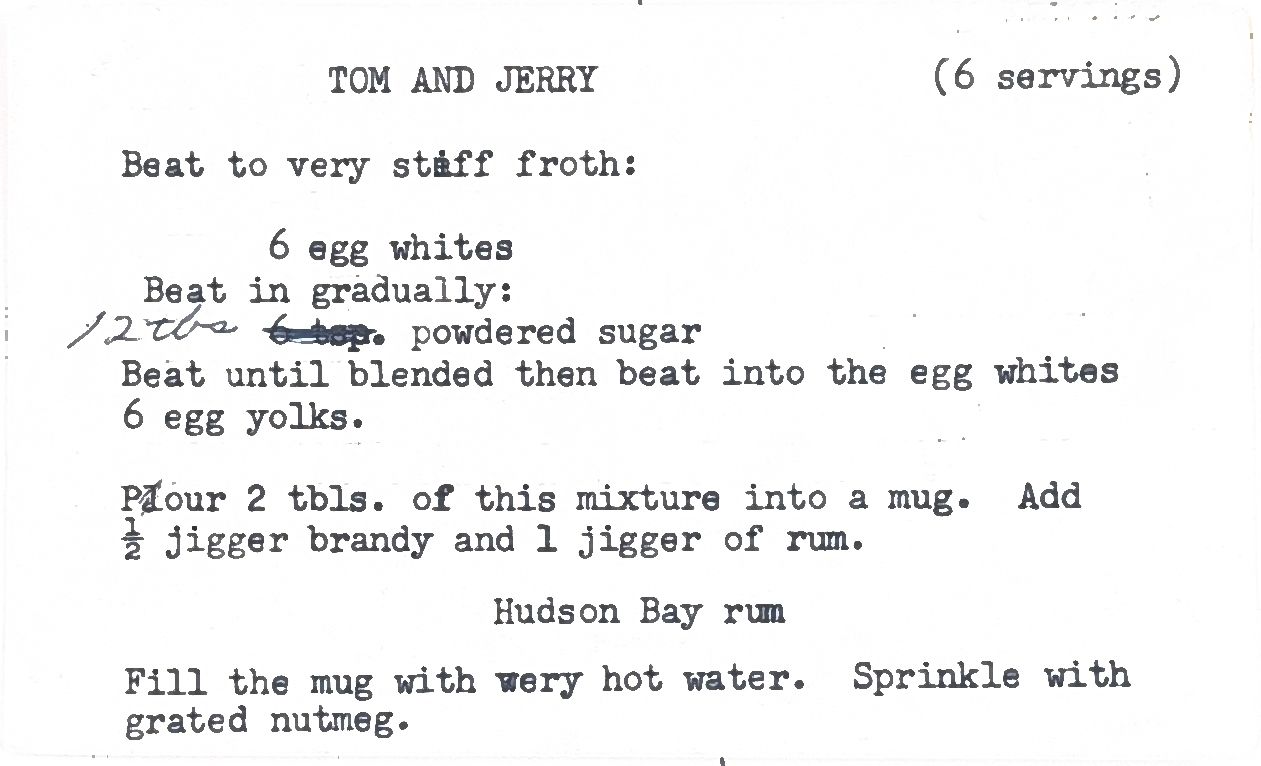 TOM AND JERRY (6 servings)
Beat to very stiff froth:
6 egg whites
Beat in gradually:
12 tbs 6 tsp. powdered sugar
Beat until blended then beat into the egg whites
6 egg yolks.
Pour 2 tbls. of this mixture into a mug. Add
½ jigger brandy and 1 jigger of rum.
Hudson Bay rum
Fill the mug with very hot water. Sprinkle with
grated nutmeg.